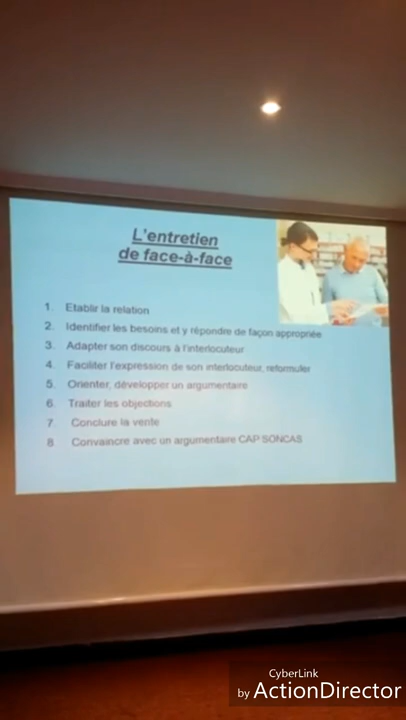 L'entretien
de face-à-face
1. Etablir la relation
2. Identifier les besoins et y répondre de façon appropriée
3. Adapter son discours à l'interlocuteur
4. Faciliter l'expression de son interlocuteur, reformuler
5. Orienter, développer un argumentaire
6. Traiter les objections
7. Conclure la vente
8. Convaincre avec un argumentaire CAP SONCAS
CyberLink
by ActionDirector